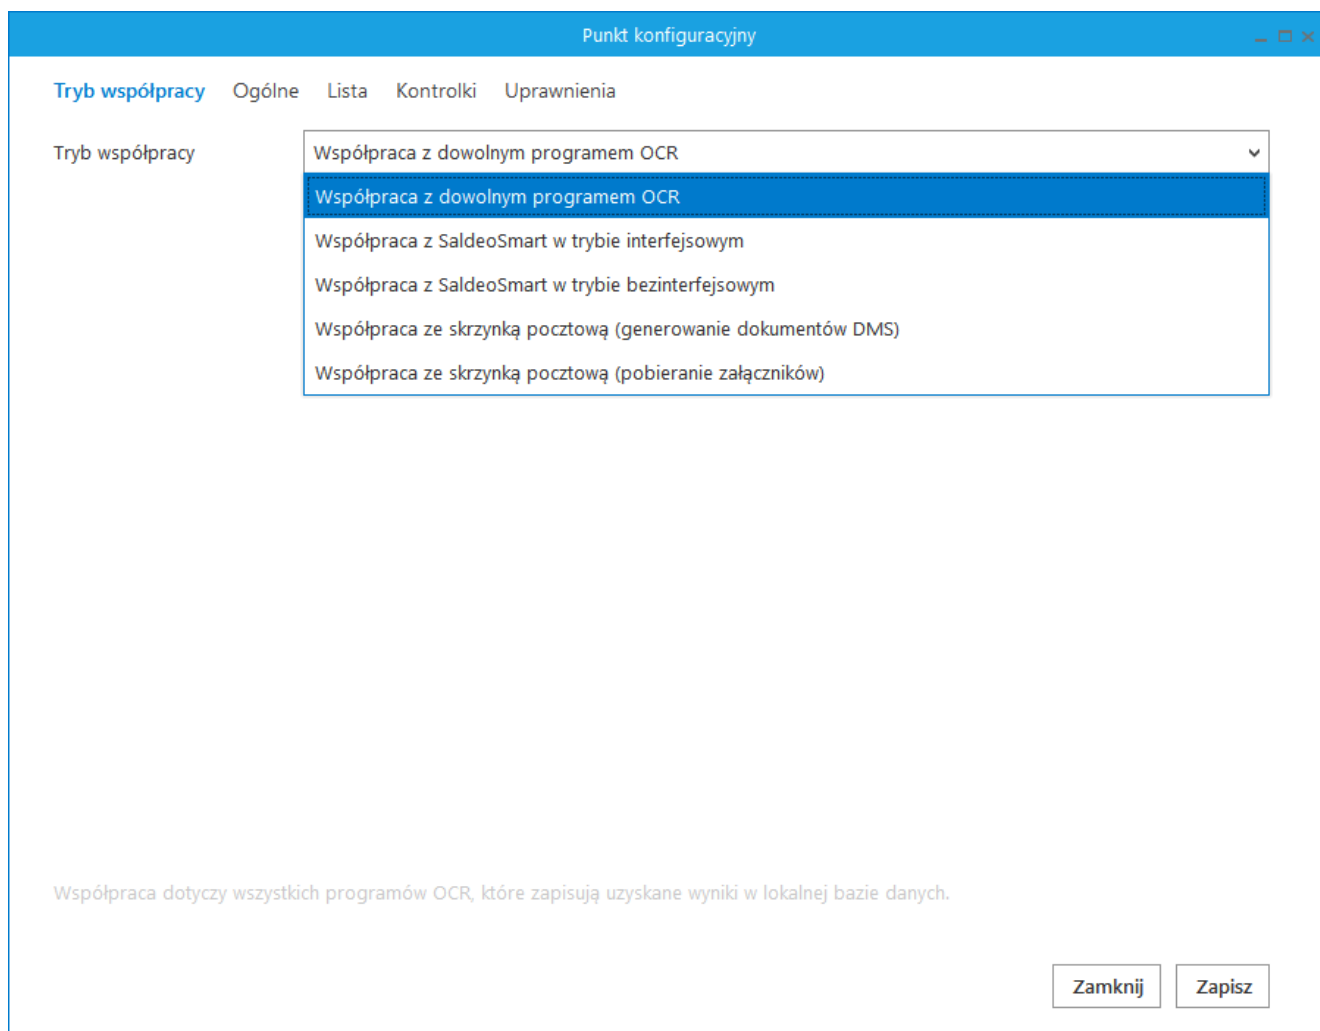 Punkt konfiguracyjny
Tryb współpracy Ogólne Lista Kontrolki Uprawnienia
Tryb współpracy Współpraca z dowolnym programem OCR
Współpraca z dowolnym programem OCR
Współpraca z SaldeoSmart w trybie interfejsowym
Współpraca z SaldeoSmart w trybie bezinterfejsowym
Współpraca ze skrzynką pocztową (generowanie dokumentów DMS)
Współpraca ze skrzynką pocztową (pobieranie załączników)
Współpraca dotyczy wszystkich programów OCR, które zapisują uzyskane wyniki w lokalnej bazie danych.
Zamknij Zapisz